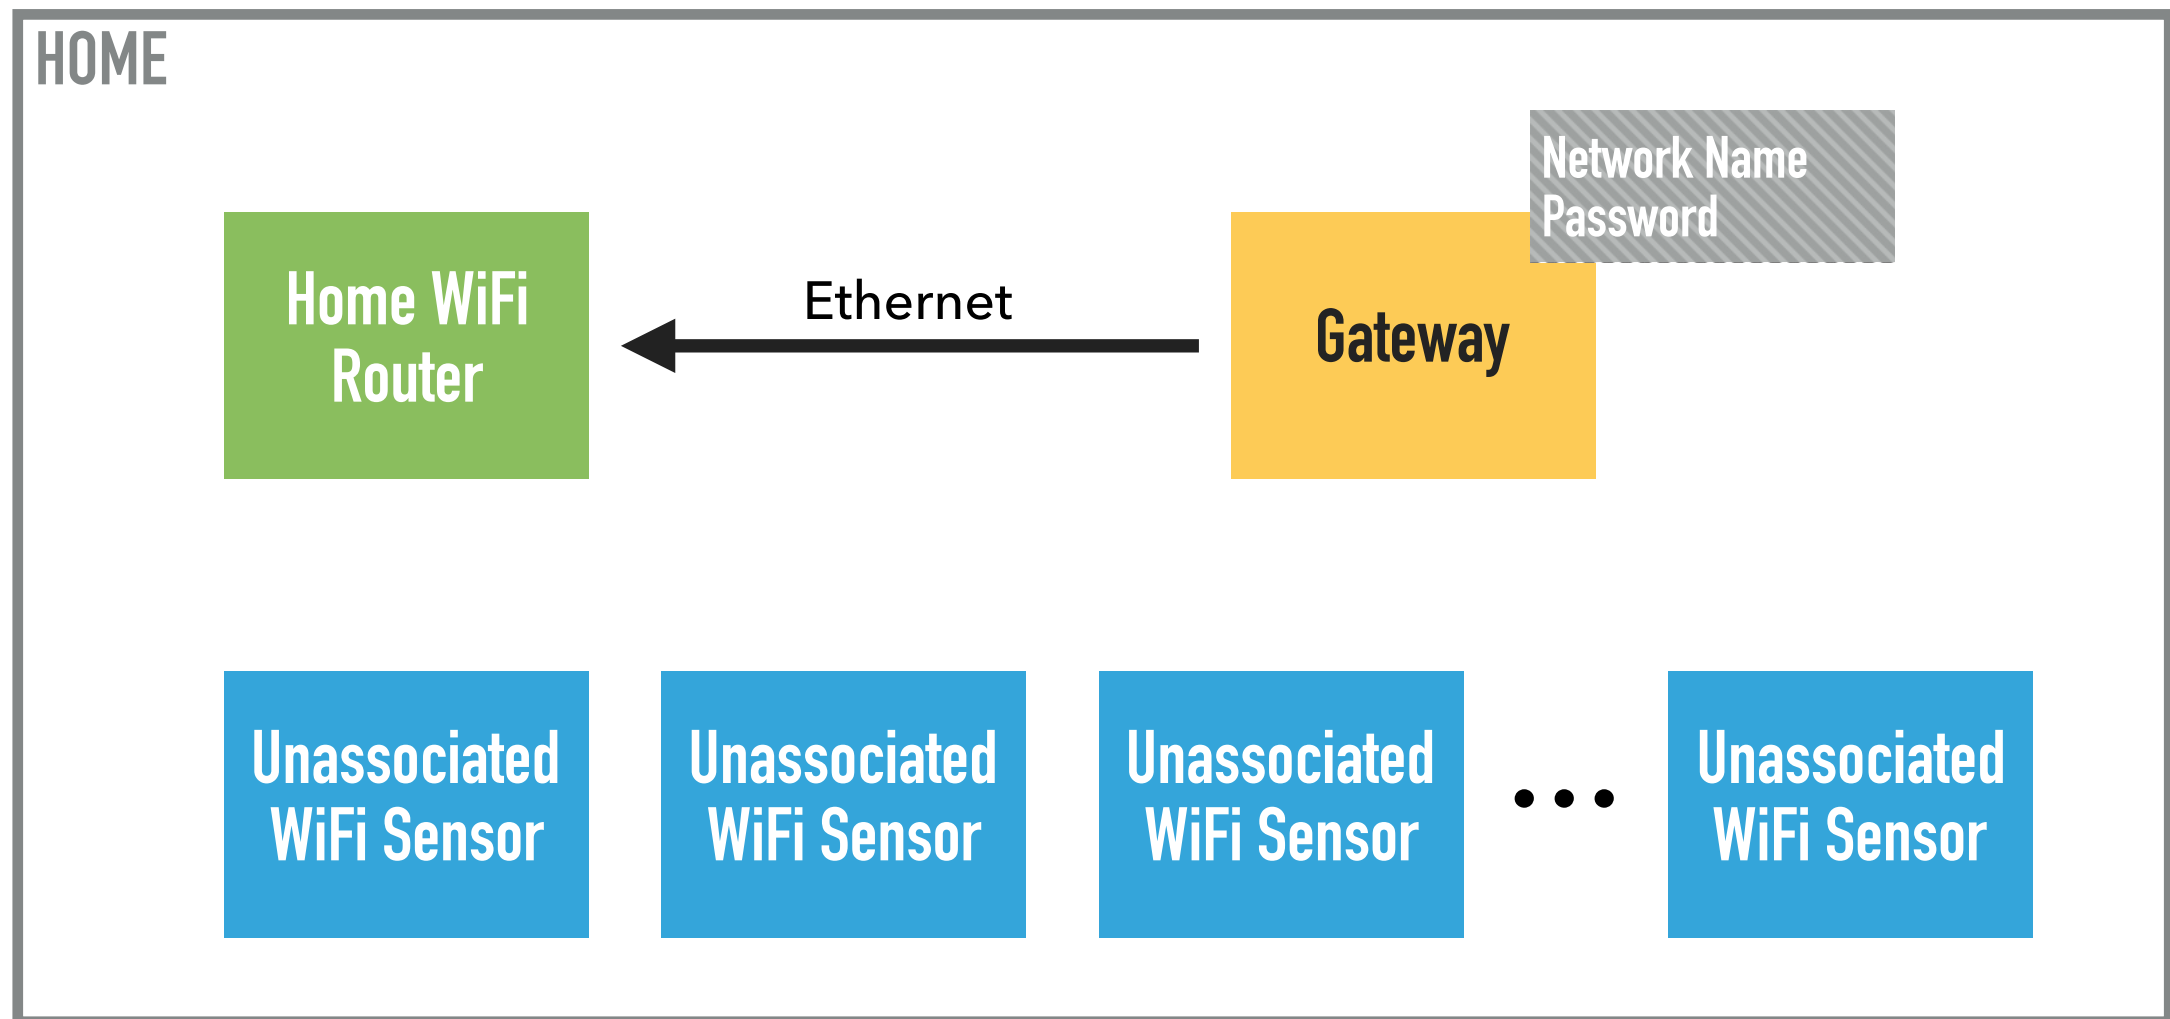 HOME
Network Name
Password
Home WiFi
Router
Ethernet
Gateway
Unassociated
WiFi Sensor
Unassociated
WiFi Sensor
Unassociated
WiFi Sensor
...
Unassociated
WiFi Sensor